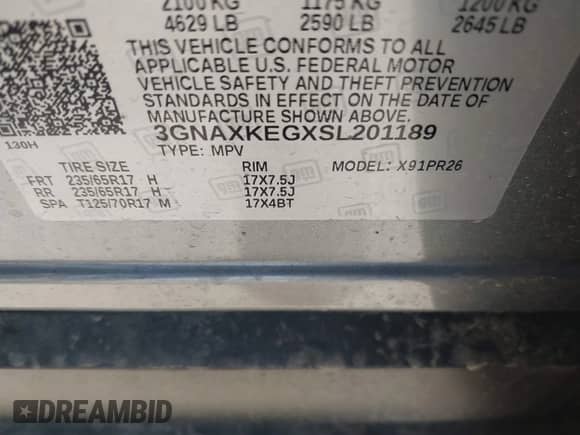 2100 KG 1175 KG 1200 KG
4629 LB 2590 LB 2645 LB
THIS VEHICLE CONFORMS TO ALL
APPLICABLE U.S. FEDERAL MOTOR
VEHICLE SAFETY AND THEFT PREVENTION
STANDARDS IN EFFECT ON THE DATE OF
MANUFACTURE SHOWN ABOVE.
130H 3GNAXKEGXSL201189
TYPE: MPV
TIRE SIZE RIM MODEL: X91PR26
FRT 235/65R17 H 17X7.5J
RR 235/65R17 H 17X7.5J
SPA T125/70R17 M 17X4BT
gm
DREAMBID